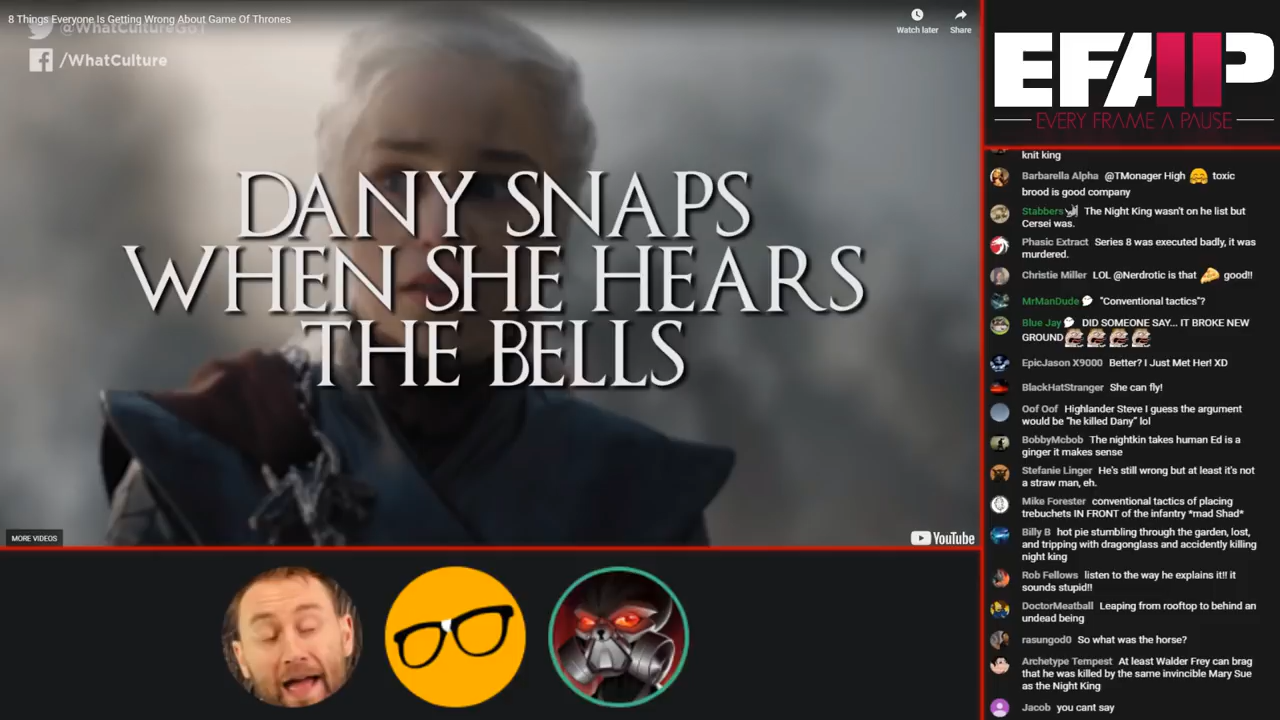 8 Things Everyone Is Getting Wrong About Game Of Thrones
@WhatCultureGoT
/WhatCulture
Watch later
Share
DANY SNAPS
WHEN SHE HEARS
THE BELLS
MORE VIDEOS
YouTube
EFAP
EVERY FRAME A PAUSE
knit king
Barbarella Alpha @TMonager High toxic
brood is good company
Stabbers The Night King wasn't on he list but
Cersei was.
Phasic Extract Series 8 was executed badly, it was
murdered.
Christie Miller LOL @Nerdrotic is that good!!
MrManDude "Conventional tactics"?
Blue Jay DID SOMEONE SAY... IT BROKE NEW
GROUND
EpicJason X9000 Better? I Just Met Her! XD
BlackHatStranger She can fly!
Oof Oof Highlander Steve I guess the argument
would be "he killed Dany" lol
BobbyMcbob The nightkin takes human Ed is a
ginger it makes sense
Stefanie Linger He's still wrong but at least it's not
a straw man, eh.
Mike Forester conventional tactics of placing
trebuchets IN FRONT of the infantry *mad Shad*
Billy B hot pie stumbling through the garden, lost,
and tripping with dragonglass and accidently killing
night king
Rob Fellows listen to the way he explains it!! it
sounds stupid!!
DoctorMeatball Leaping from rooftop to behind an
undead being
rasungod0 So what was the horse?
Archetype Tempest At least Walder Frey can brag
that he was killed by the same invincible Mary Sue
as the Night King
Jacob you cant say